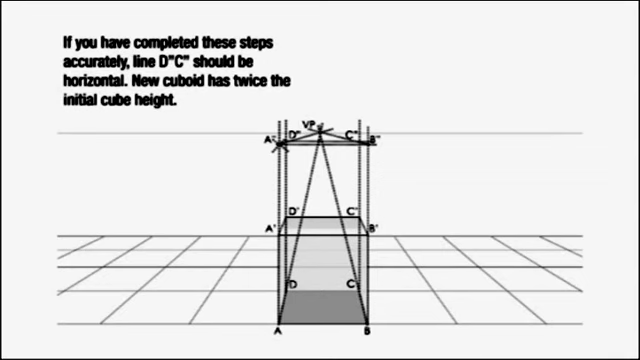 If you have completed these steps
accurately, line D"C" should be
horizontal. New cuboid has twice the
initial cube height.
VP
A" D" C" B"
D' C'
A' B'
D C
A B